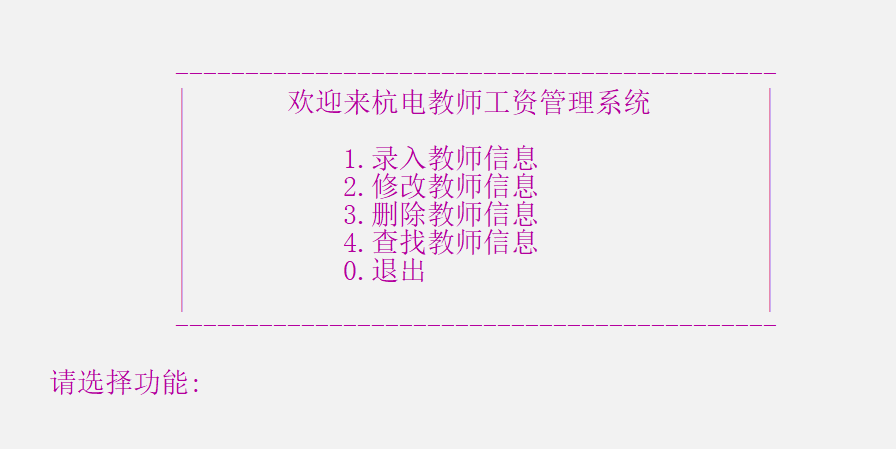 欢迎来杭电教师工资管理系统
1.录入教师信息
2.修改教师信息
3.删除教师信息
4.查找教师信息
0.退出
请选择功能: